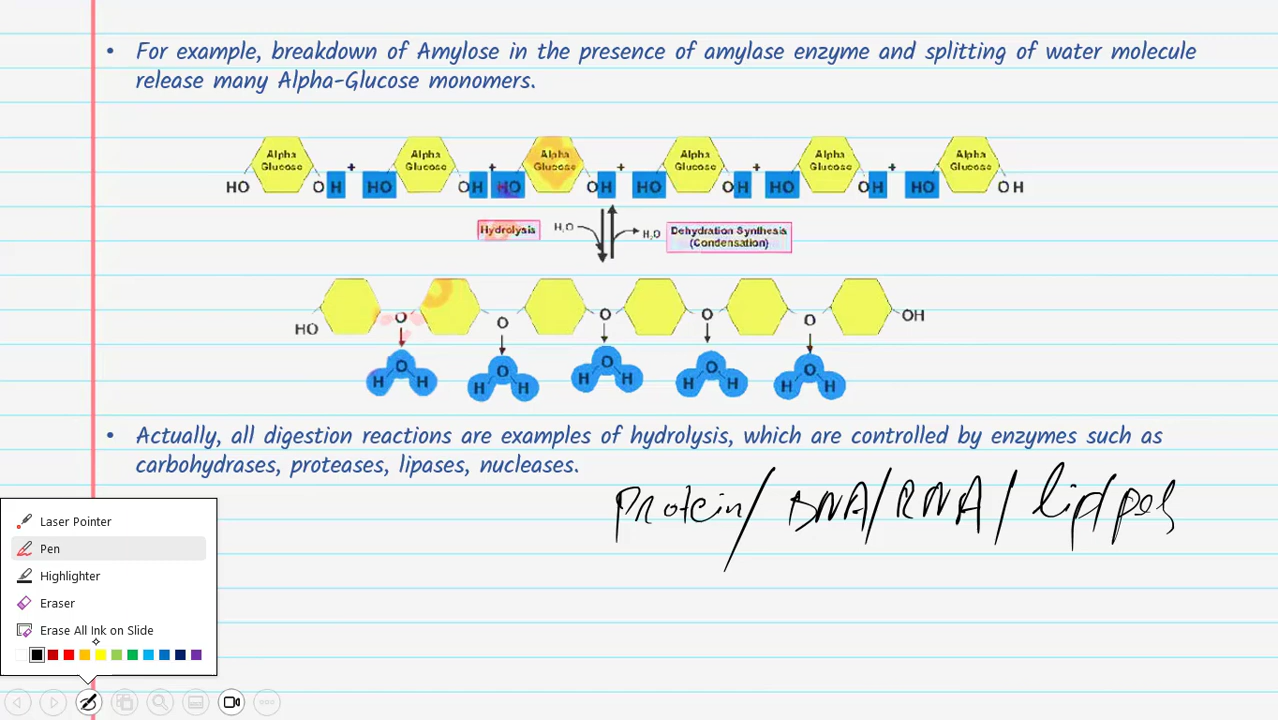 • For example, breakdown of Amylose in the presence of amylase enzyme and splitting of water molecule
release many Alpha-Glucose monomers.
Alpha Alpha Alpha Alpha Alpha Alpha
Glucose + Glucose + Glucose + Glucose + Glucose + Glucose
HO OH HO OH HO OH HO OH HO OH HO OH
Hydrolysis H₂O H₂O Dehydration Synthesis
(Condensation)
HO O O O O O OH
O O O O O
H H H H H H H H H H
• Actually, all digestion reactions are examples of hydrolysis, which are controlled by enzymes such as
carbohydrases, proteases, lipases, nucleases.
protein/ DNA/RNA/
Laser Pointer
Pen
Highlighter
Eraser
Erase All Ink on Slide